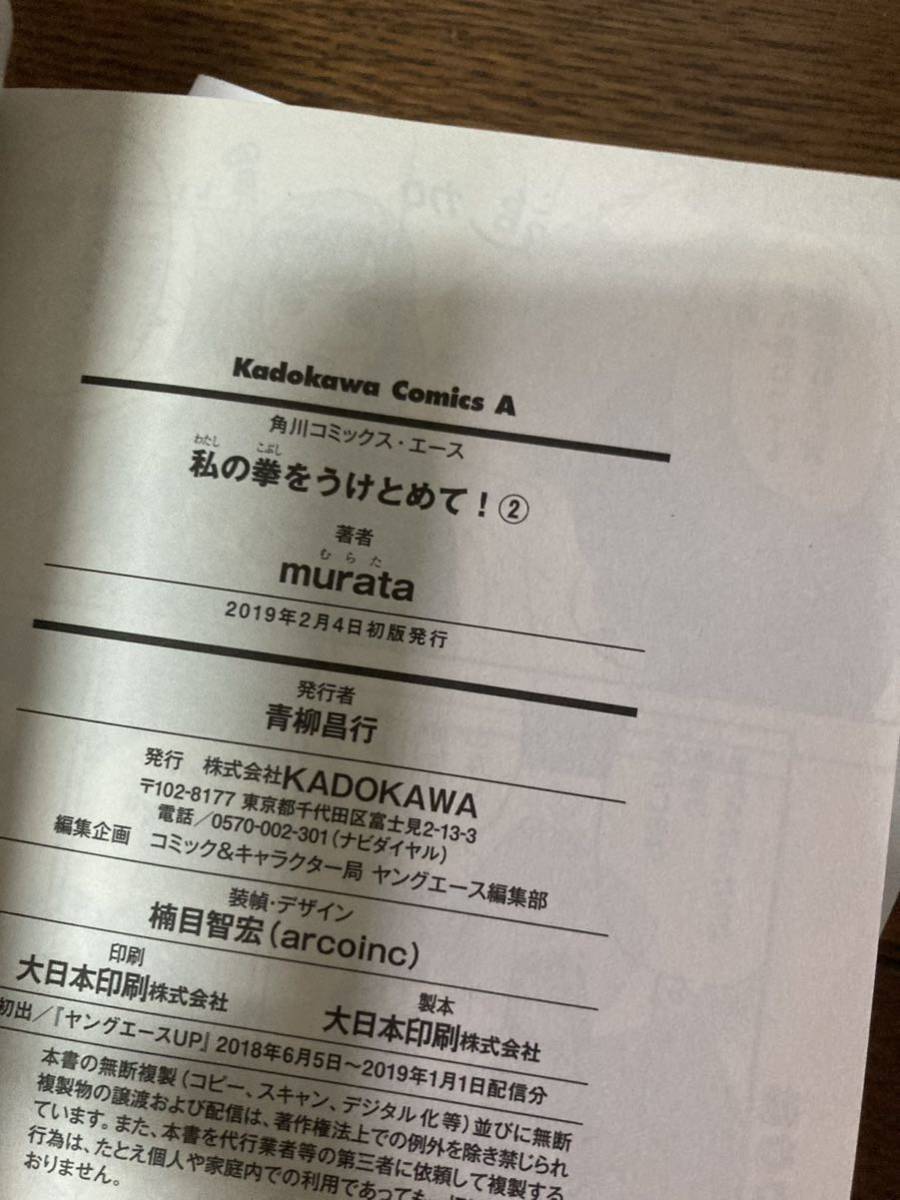 Kadokawa Comics A
角川コミックス・エース
わたし こぶし
私の拳をうけとめて！②
著者
むらた
murata
2019年2月4日初版発行
発行者
青柳昌行
発行 株式会社KADOKAWA
〒102-8177 東京都千代田区富士見2-13-3
電話／0570-002-301（ナビダイヤル）
編集企画 コミック&キャラクター局 ヤングエース編集部
装幀・デザイン
楠目智宏（arcoinc）
印刷 製本
大日本印刷株式会社 大日本印刷株式会社
初出／『ヤングエースUP』2018年6月5日〜2019年1月1日配信分
本書の無断複製（コピー、スキャン、デジタル化等）並びに無断
複製物の譲渡および配信は、著作権法上での例外を除き禁じられ
ています。また、本書を代行業者等の第三者に依頼して複製する
行為は、たとえ個人や家庭内での利用であっても
おりません。